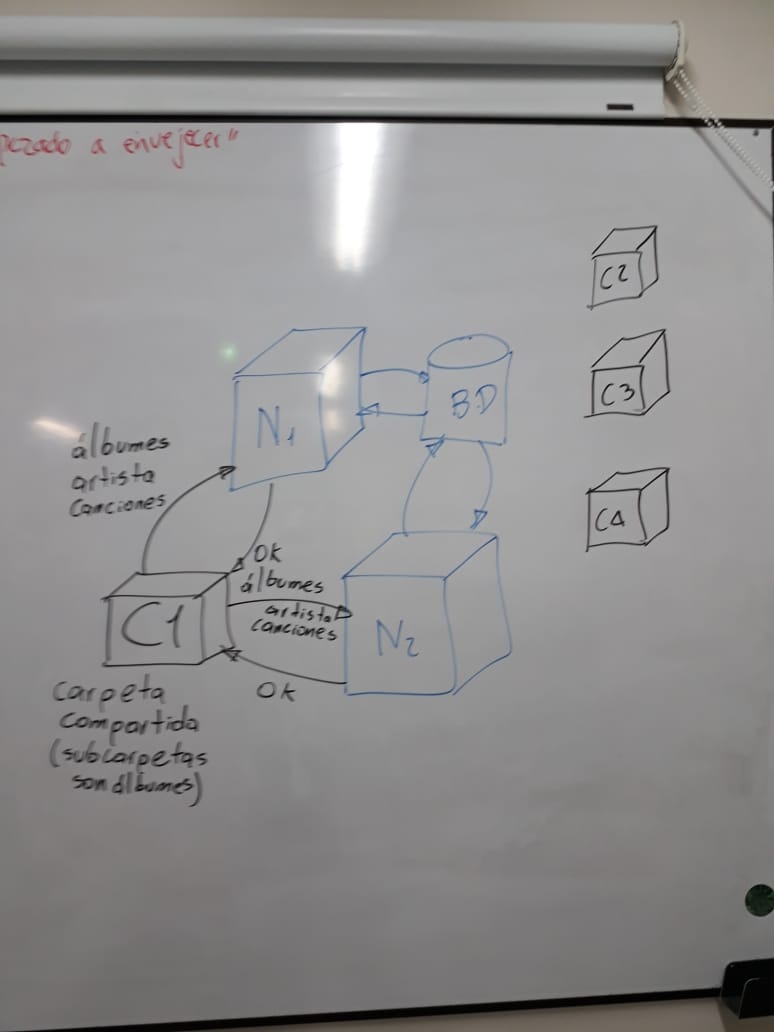 a envejecer"
C2
N1
BD
C3
álbumes
artista
canciones
C4
OK
álbumes
artista
canciones
C1
N2
OK
carpeta
compartida
(subcarpetas
son álbumes)